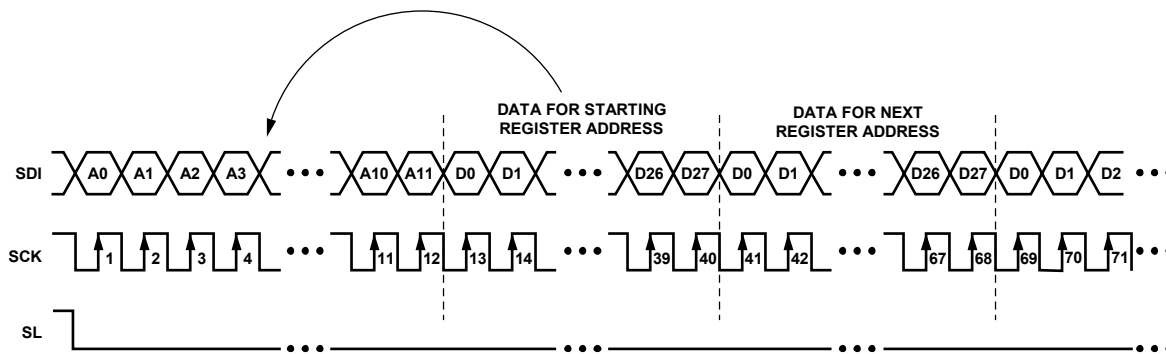 DATA FOR STARTING
REGISTER ADDRESS
DATA FOR NEXT
REGISTER ADDRESS
SDI A0 A1 A2 A3 A10 A11 D0 D1 D26 D27 D0 D1 D26 D27 D0 D1 D2
SCK 1 2 3 4 11 12 13 14 39 40 41 42 67 68 69 70 71
SL